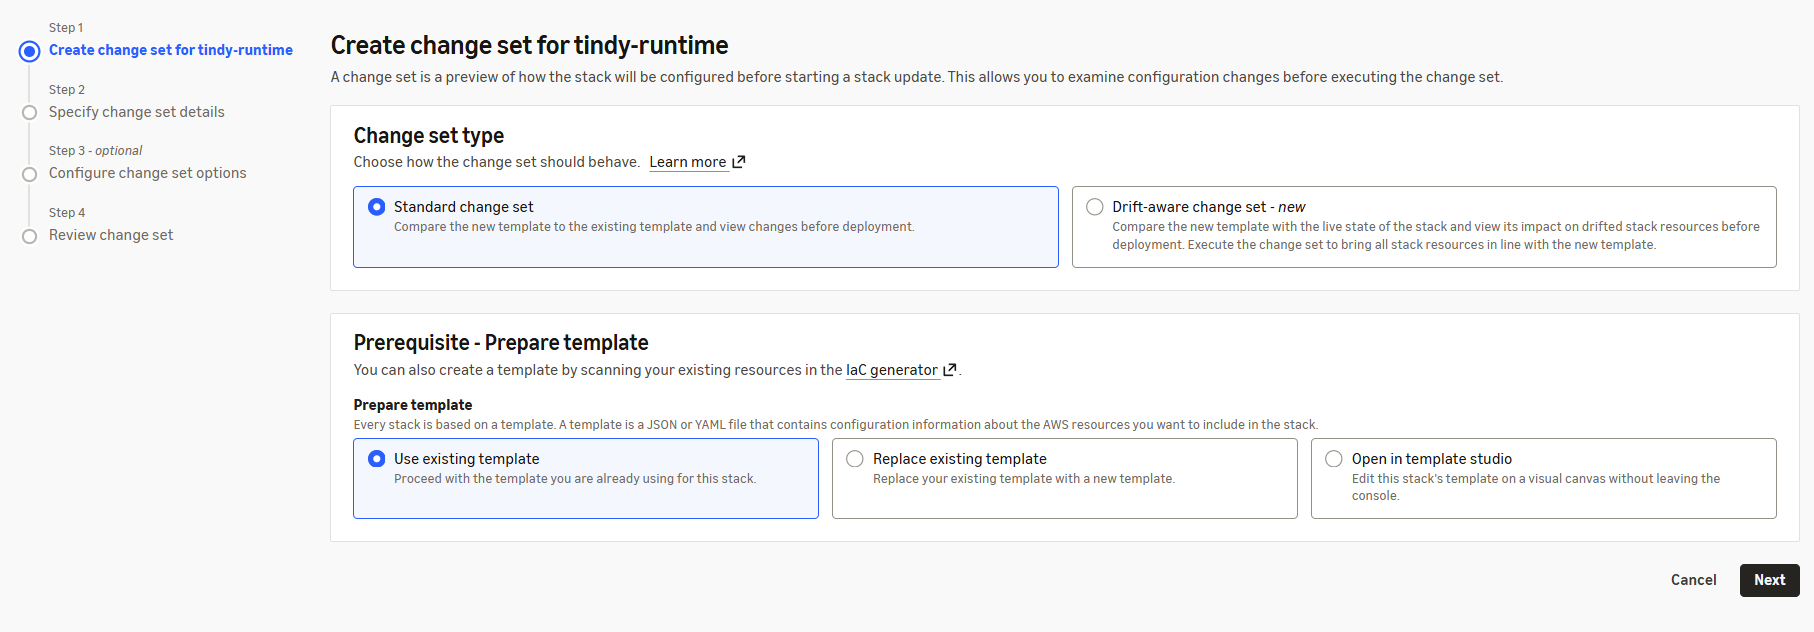 Step 1
Create change set for tindy-runtime
Step 2
Specify change set details
Step 3 - optional
Configure change set options
Step 4
Review change set
Create change set for tindy-runtime
A change set is a preview of how the stack will be configured before starting a stack update. This allows you to examine configuration changes before executing the change set.
Change set type
Choose how the change set should behave. Learn more
Standard change set
Compare the new template to the existing template and view changes before deployment.
Drift-aware change set - new
Compare the new template with the live state of the stack and view its impact on drifted stack resources before
deployment. Execute the change set to bring all stack resources in line with the new template.
Prerequisite - Prepare template
You can also create a template by scanning your existing resources in the IaC generator.
Prepare template
Every stack is based on a template. A template is a JSON or YAML file that contains configuration information about the AWS resources you want to include in the stack.
Use existing template
Proceed with the template you are already using for this stack.
Replace existing template
Replace your existing template with a new template.
Open in template studio
Edit this stack's template on a visual canvas without leaving the
console.
Cancel
Next